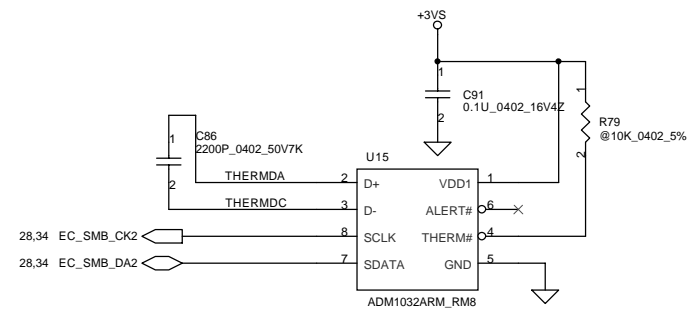 +3VS
1
C91
0.1U_0402_16V4Z
2
1
R79
@10K_0402_5%
2
1
C86
2200P_0402_50V7K
2
U15
THERMDA 2 D+ VDD1 1
THERMDC 3 D- ALERT# 6
28,34 EC_SMB_CK2 8 SCLK THERM# 4
28,34 EC_SMB_DA2 7 SDATA GND 5
ADM1032ARM_RM8